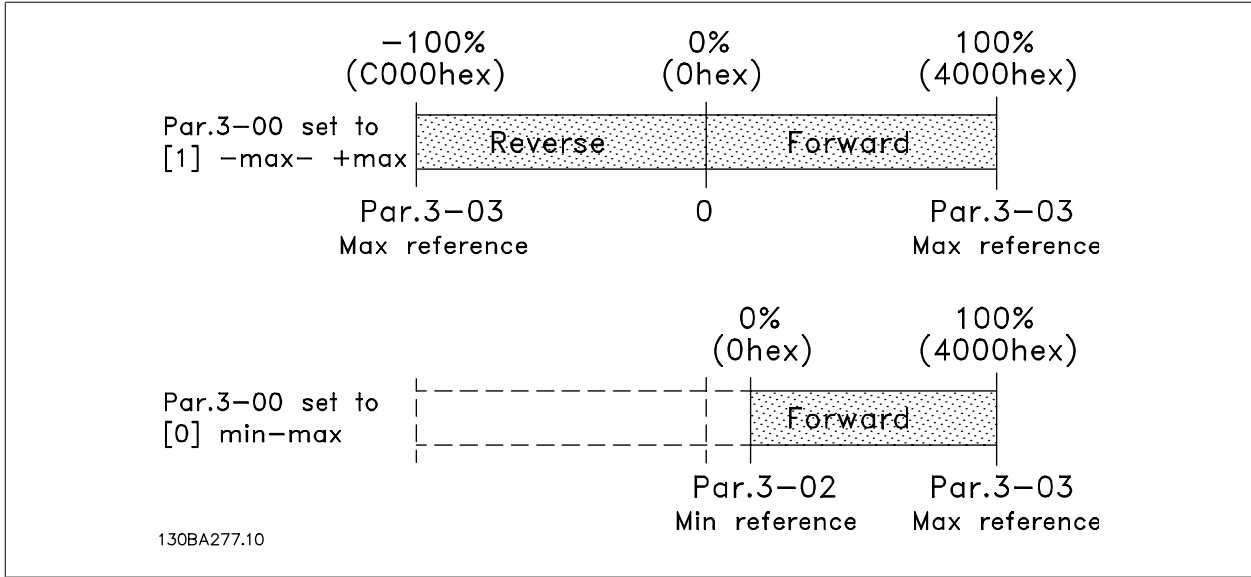 -100% 0% 100%
(C000hex) (0hex) (4000hex)
Par.3-00 set to
[1] -max- +max
Reverse Forward
Par.3-03 0 Par.3-03
Max reference Max reference
0% 100%
(0hex) (4000hex)
Par.3-00 set to
[0] min-max
Forward
Par.3-02 Par.3-03
Min reference Max reference
130BA277.10